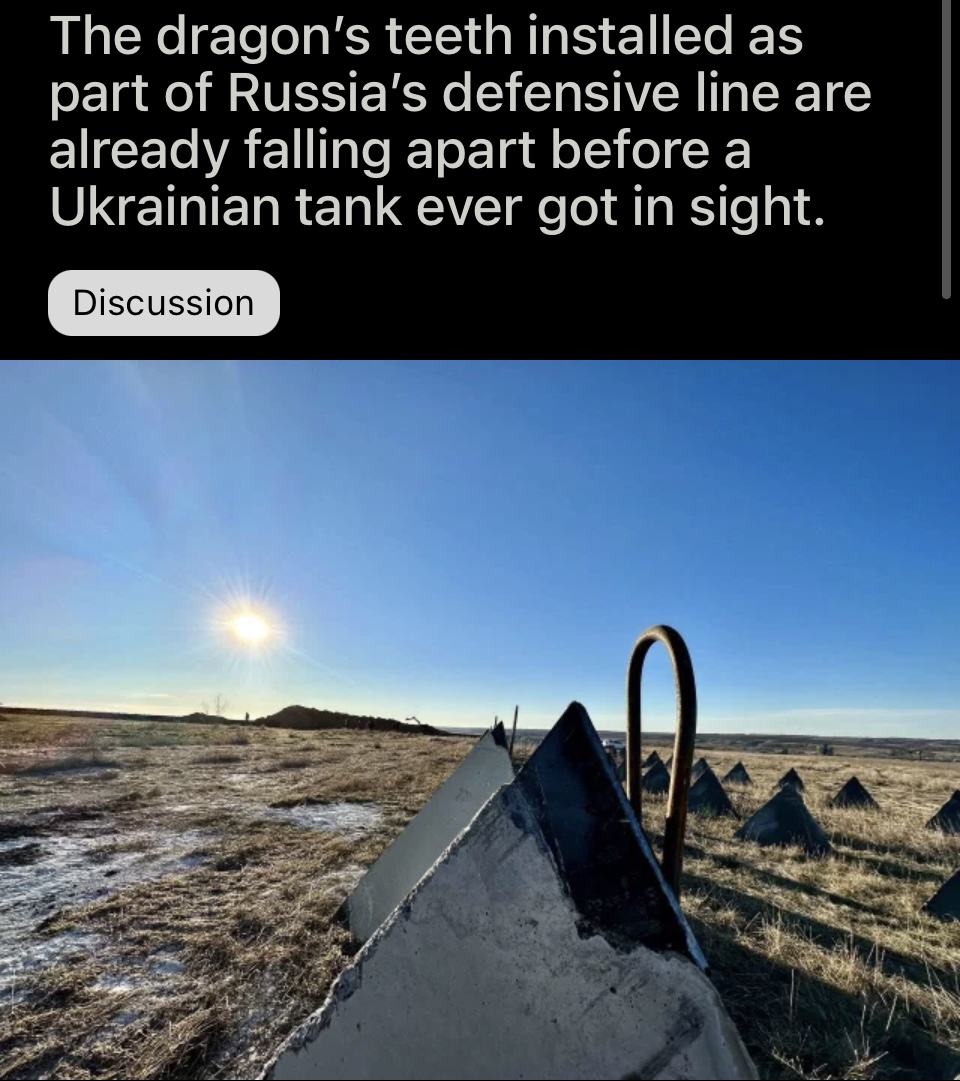 The dragon’s teeth installed as
part of Russia’s defensive line are
already falling apart before a
Ukrainian tank ever got in sight.
Discussion